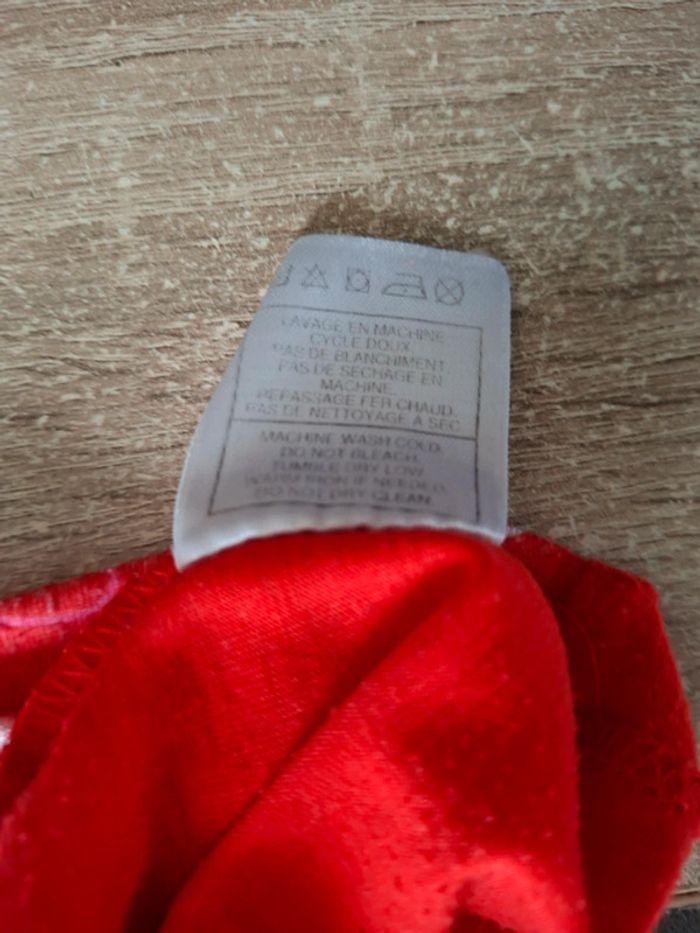 LAVAGE EN MACHINE
CYCLE DOUX.
PAS DE BLANCHIMENT.
PAS DE SECHAGE EN
MACHINE.
REPASSAGE FER CHAUD.
PAS DE NETTOYAGE A SEC
MACHINE WASH COLD.
DO NOT BLEACH.
TUMBLE DRY LOW.
WARM IRON IF NEEDED.
DO NOT DRY CLEAN.